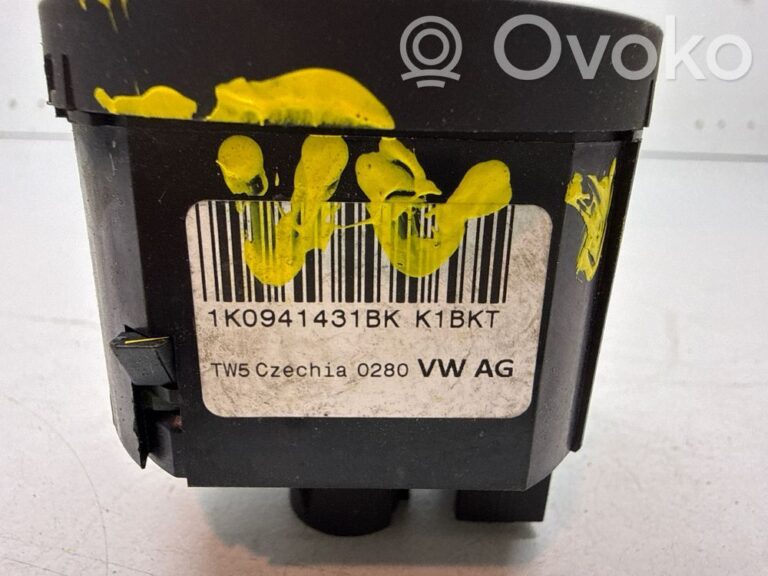 Ovoko
1K0941431BK K1BKT
TW5 Czechia 0280 VW AG